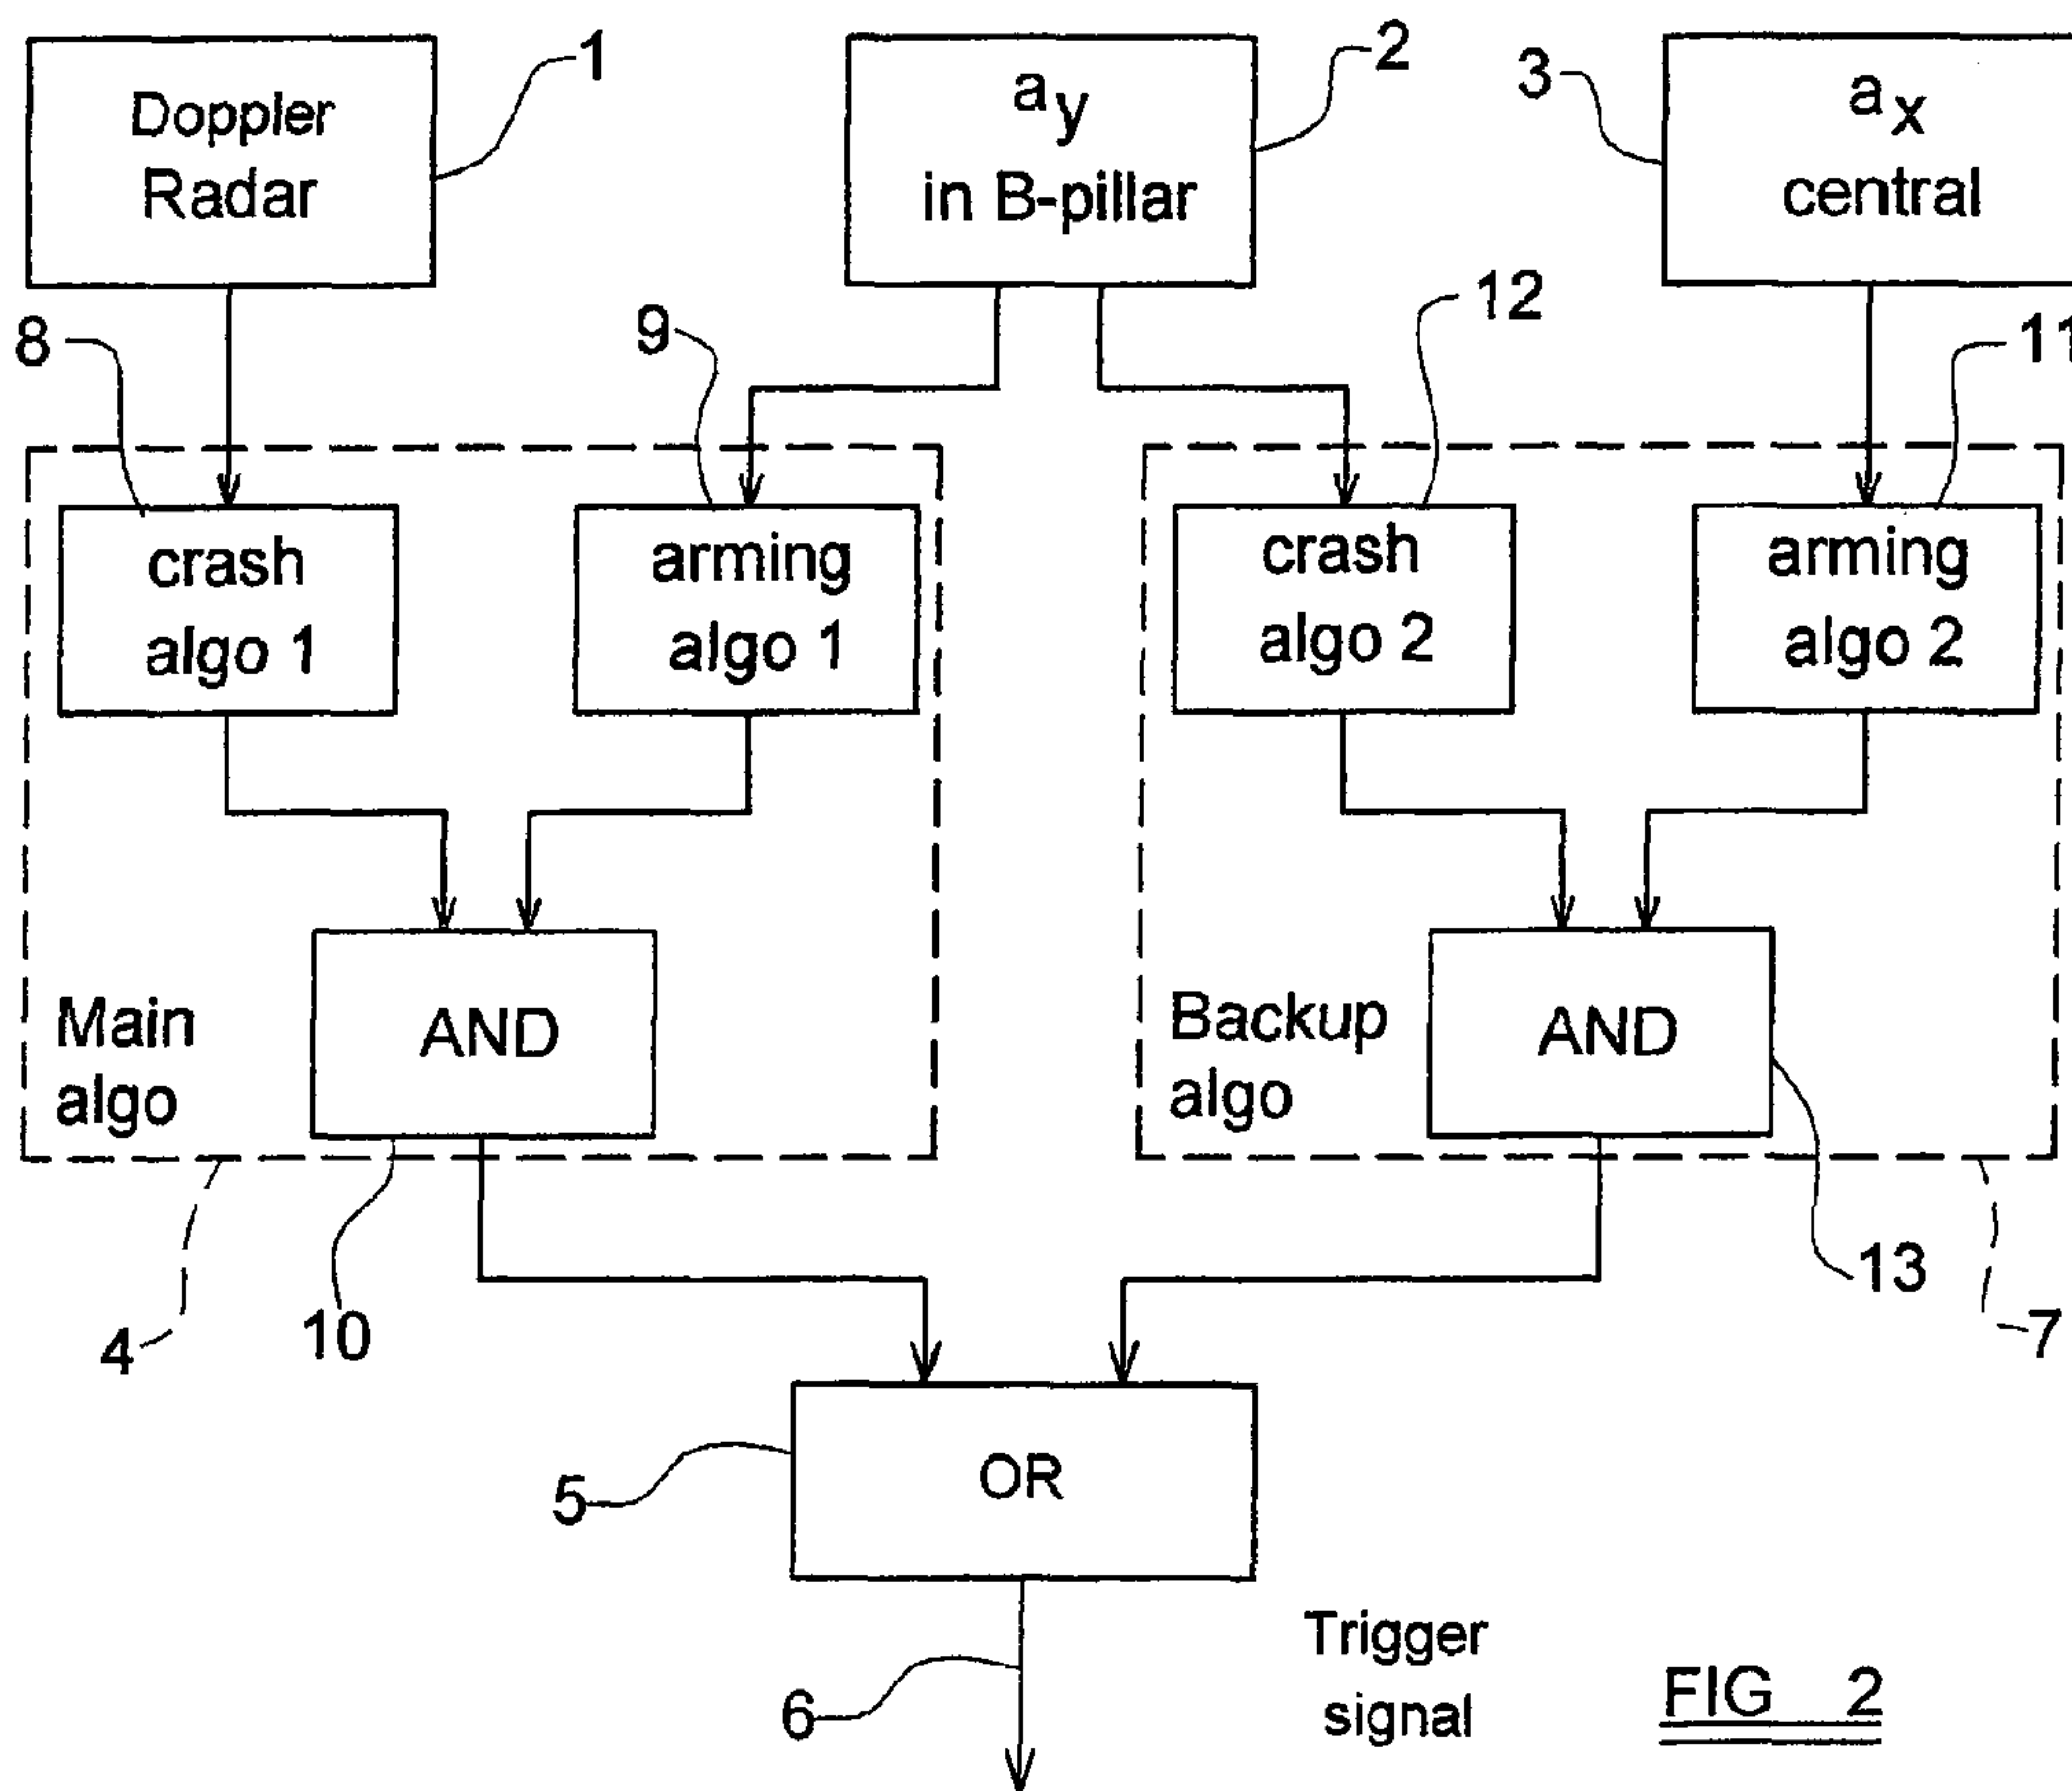 1
2
3
Doppler
Radar
ay
in B-pillar
ax
central
8
9
12
11
crash
algo 1
arming
algo 1
crash
algo 2
arming
algo 2
Main
algo
AND
Backup
algo
AND
4
10
13
7
5
OR
6
Trigger
signal
FIG 2